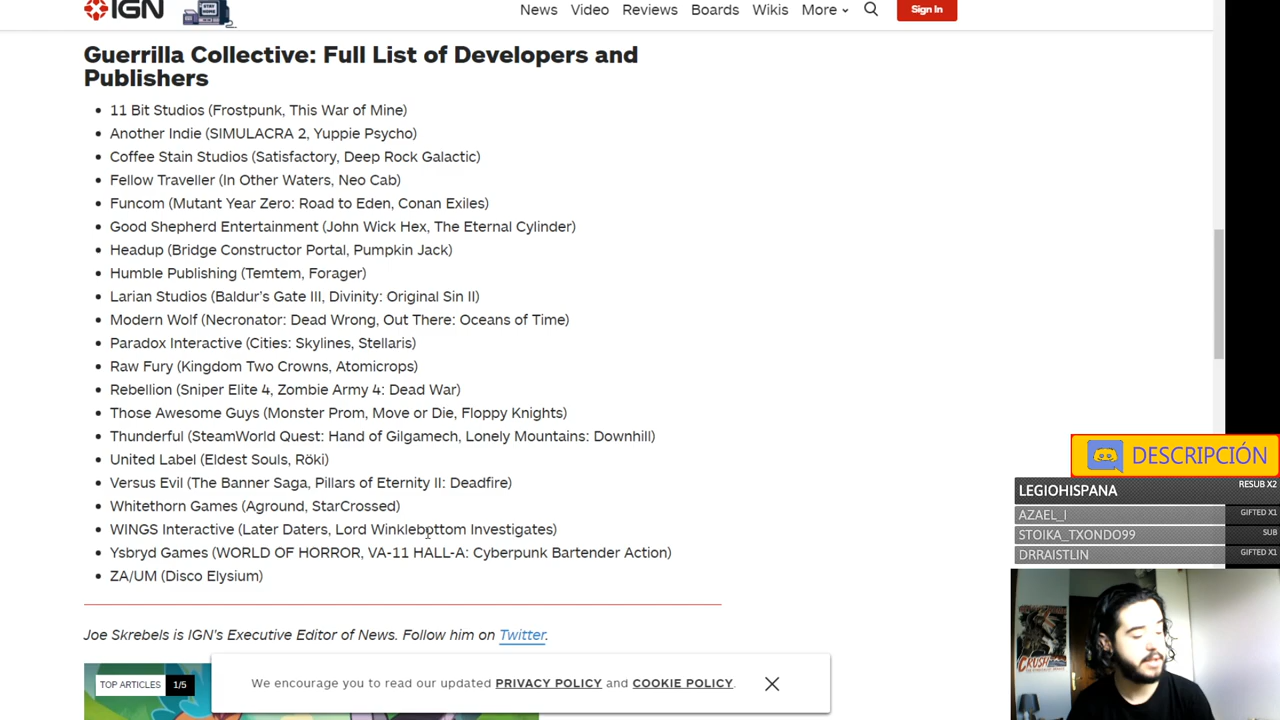 IGN
STAY HOME
News Video Reviews Boards Wikis More Sign In
Guerrilla Collective: Full List of Developers and
Publishers
• 11 Bit Studios (Frostpunk, This War of Mine)
• Another Indie (SIMULACRA 2, Yuppie Psycho)
• Coffee Stain Studios (Satisfactory, Deep Rock Galactic)
• Fellow Traveller (In Other Waters, Neo Cab)
• Funcom (Mutant Year Zero: Road to Eden, Conan Exiles)
• Good Shepherd Entertainment (John Wick Hex, The Eternal Cylinder)
• Headup (Bridge Constructor Portal, Pumpkin Jack)
• Humble Publishing (Temtem, Forager)
• Larian Studios (Baldur's Gate III, Divinity: Original Sin II)
• Modern Wolf (Necronator: Dead Wrong, Out There: Oceans of Time)
• Paradox Interactive (Cities: Skylines, Stellaris)
• Raw Fury (Kingdom Two Crowns, Atomicrops)
• Rebellion (Sniper Elite 4, Zombie Army 4: Dead War)
• Those Awesome Guys (Monster Prom, Move or Die, Floppy Knights)
• Thunderful (SteamWorld Quest: Hand of Gilgamech, Lonely Mountains: Downhill)
• United Label (Eldest Souls, Röki)
• Versus Evil (The Banner Saga, Pillars of Eternity II: Deadfire)
• Whitethorn Games (Aground, StarCrossed)
• WINGS Interactive (Later Daters, Lord Winklebottom Investigates)
• Ysbryd Games (WORLD OF HORROR, VA-11 HALL-A: Cyberpunk Bartender Action)
• ZA/UM (Disco Elysium)
Joe Skrebels is IGN's Executive Editor of News. Follow him on Twitter.
TOP ARTICLES 1/5
We encourage you to read our updated PRIVACY POLICY and COOKIE POLICY.
DESCRIPCIÓN
LEGIOHISPANA RESUB X2
AZAEL_I GIFTED X1
STOIKA_TXONDO99 SUB
DRRAISTLIN GIFTED X1
CRUSH